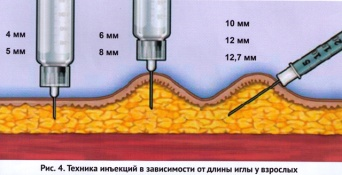 4 мм
5 мм
6 мм
8 мм
10 мм
12 мм
12,7 мм
Рис. 4. Техника инъекций в зависимости от длины иглы у взрослых